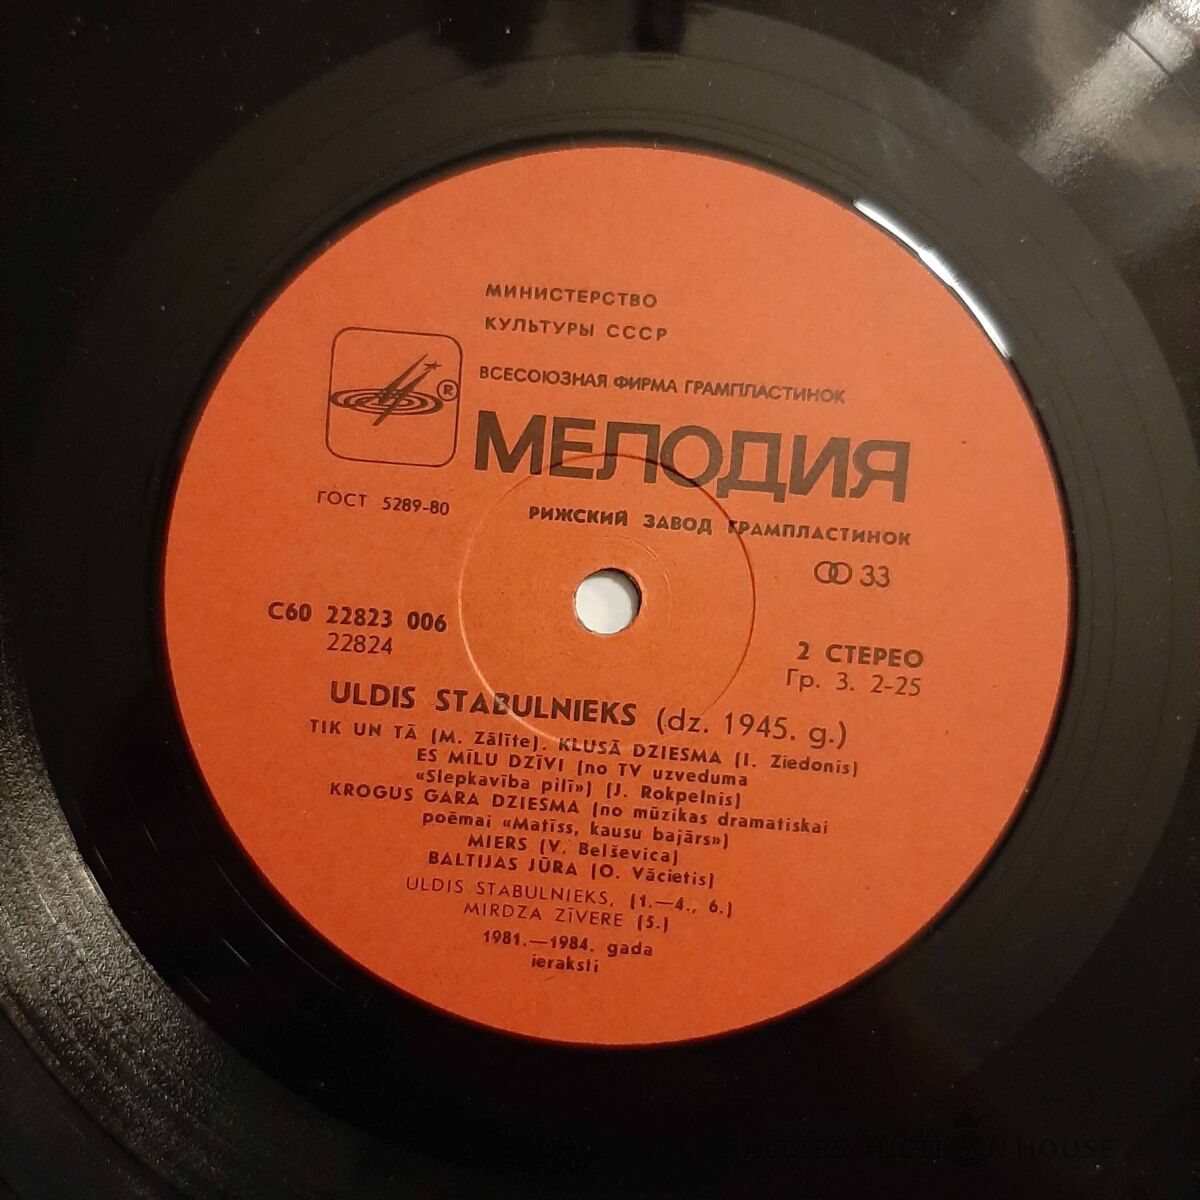 МИНИСТЕРСТВО
КУЛЬТУРЫ СССР
ВСЕСОЮЗНАЯ ФИРМА ГРАМПЛАСТИНОК
®
МЕЛОДИЯ
ГОСТ 5289-80
РИЖСКИЙ ЗАВОД ГРАМПЛАСТИНОК
33
С60 22823 006
22824
2 СТЕРЕО
Гр. 3. 2-25
ULDIS STABULNIEKS (dz. 1945. g.)
TIK UN TĀ (M. Zālīte). KLUSĀ DZIESMA (I. Ziedonis)
ES MĪLU DZĪVI (no TV uzveduma
«Slepkavība pilī») (J. Rokpelnis)
KROGUS GARA DZIESMA (no mūzikas dramatiskai
poēmai «Matīss, kausu bajārs»)
MIERS (V. Belševica)
BALTIJAS JŪRA (O. Vācietis)
ULDIS STABULNIEKS, (1.—4., 6.)
MIRDZA ZĪVERE (5.)
1981.—1984. gada
ieraksti
BALTARS AUCTION HOUSE